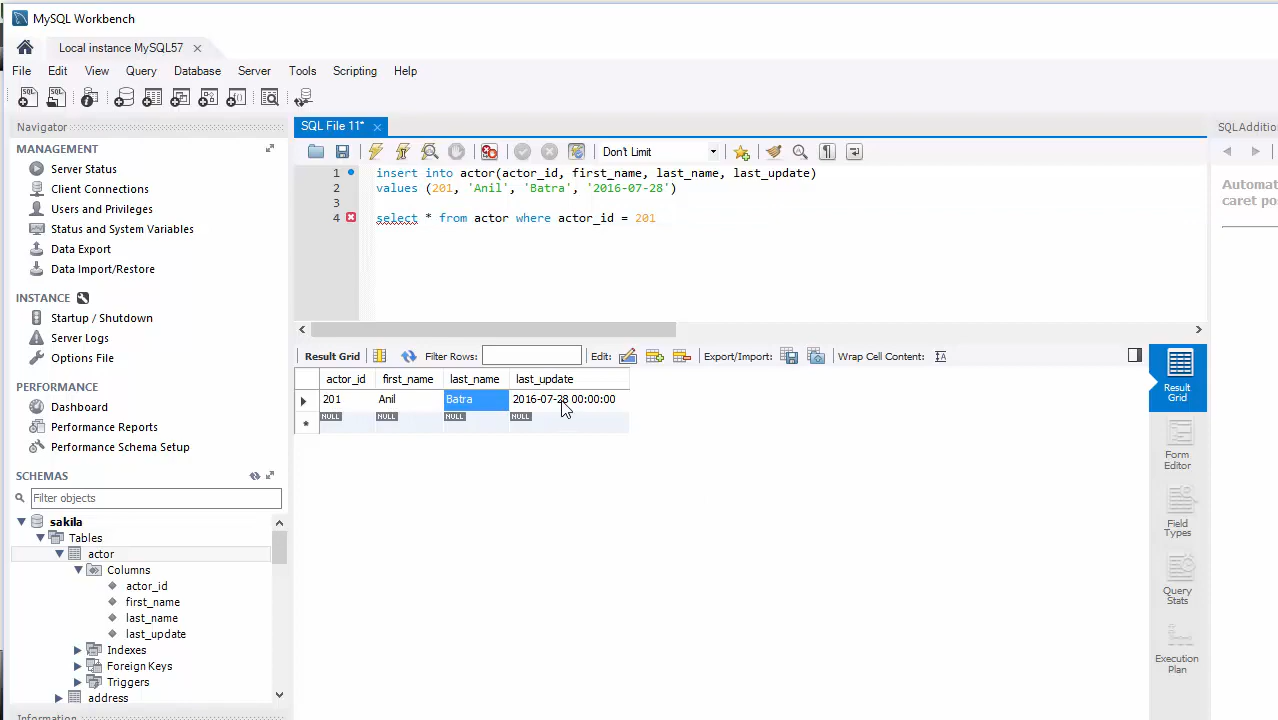 MySQL Workbench
Local instance MySQL57
File Edit View Query Database Server Tools Scripting Help
Navigator
MANAGEMENT
Server Status
Client Connections
Users and Privileges
Status and System Variables
Data Export
Data Import/Restore
INSTANCE
Startup / Shutdown
Server Logs
Options File
PERFORMANCE
Dashboard
Performance Reports
Performance Schema Setup
SCHEMAS
Filter objects
sakila
Tables
actor
Columns
actor_id
first_name
last_name
last_update
Indexes
Foreign Keys
Triggers
address
Information
SQL File 11*
Don't Limit
1 insert into actor(actor_id, first_name, last_name, last_update)
2 values (201, 'Anil', 'Batra', '2016-07-28')
3
4 select * from actor where actor_id = 201
Result Grid Filter Rows: Edit: Export/Import: Wrap Cell Content:
actor_id first_name last_name last_update
201 Anil Batra 2016-07-28 00:00:00
NULL NULL NULL NULL
Result
Grid
Form
Editor
Field
Types
Query
Stats
Execution
Plan
SQLAdditio
Automat
caret po